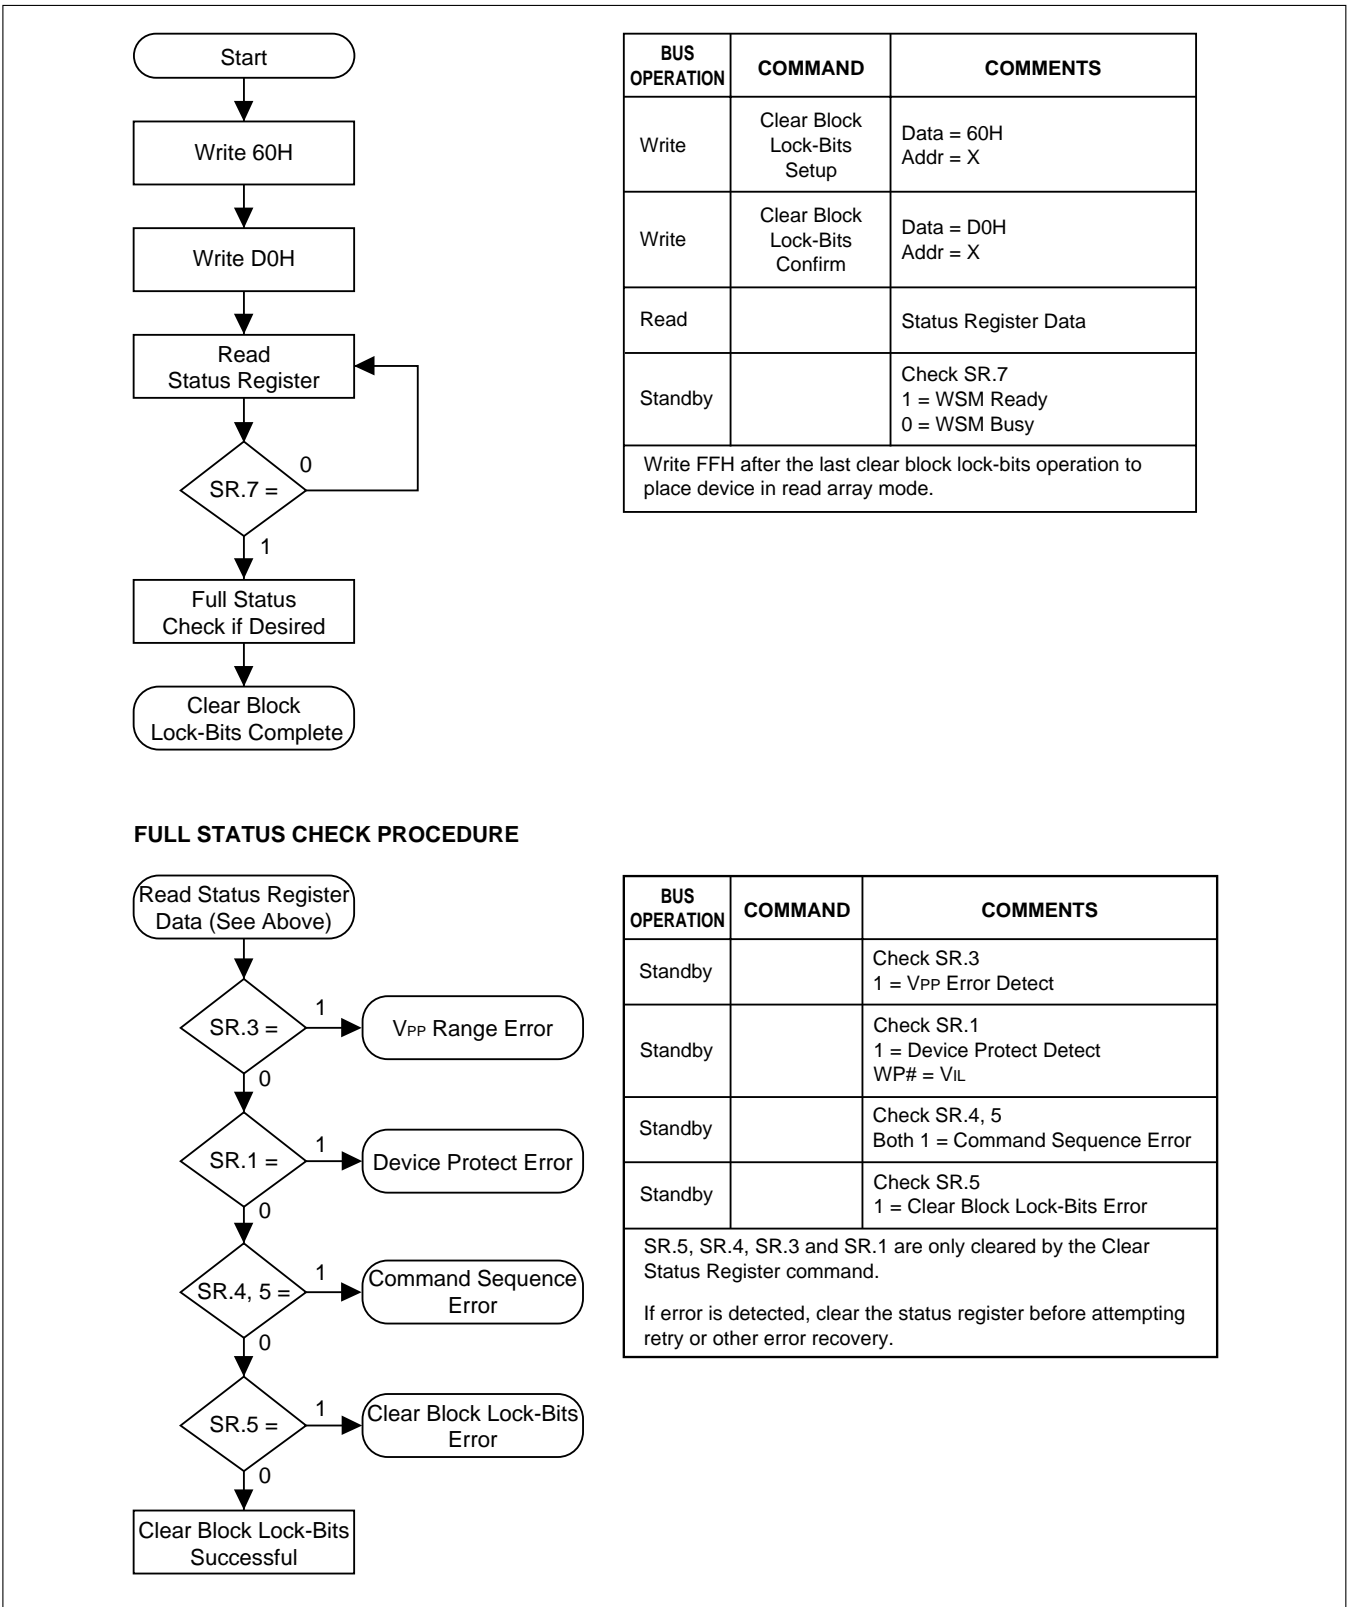 Start
Write 60H
Write D0H
Read
Status Register
0
SR.7 =
1
Full Status
Check if Desired
Clear Block
Lock-Bits Complete
BUS
OPERATION
COMMAND
COMMENTS
Write
Clear Block
Lock-Bits
Setup
Data = 60H
Addr = X
Write
Clear Block
Lock-Bits
Confirm
Data = D0H
Addr = X
Read
Status Register Data
Standby
Check SR.7
1 = WSM Ready
0 = WSM Busy
Write FFH after the last clear block lock-bits operation to
place device in read array mode.
FULL STATUS CHECK PROCEDURE
Read Status Register
Data (See Above)
SR.3 =
1
VPP Range Error
0
SR.1 =
1
Device Protect Error
0
SR.4, 5 =
1
Command Sequence
Error
0
SR.5 =
1
Clear Block Lock-Bits
Error
0
Clear Block Lock-Bits
Successful
BUS
OPERATION
COMMAND
COMMENTS
Standby
Check SR.3
1 = VPP Error Detect
Standby
Check SR.1
1 = Device Protect Detect
WP# = VIL
Standby
Check SR.4, 5
Both 1 = Command Sequence Error
Standby
Check SR.5
1 = Clear Block Lock-Bits Error
SR.5, SR.4, SR.3 and SR.1 are only cleared by the Clear
Status Register command.
If error is detected, clear the status register before attempting
retry or other error recovery.